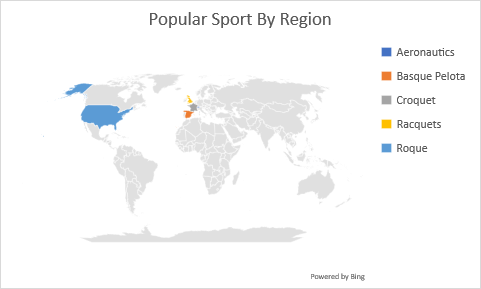 Popular Sport By Region
Aeronautics
Basque Pelota
Croquet
Racquets
Roque
Powered by Bing